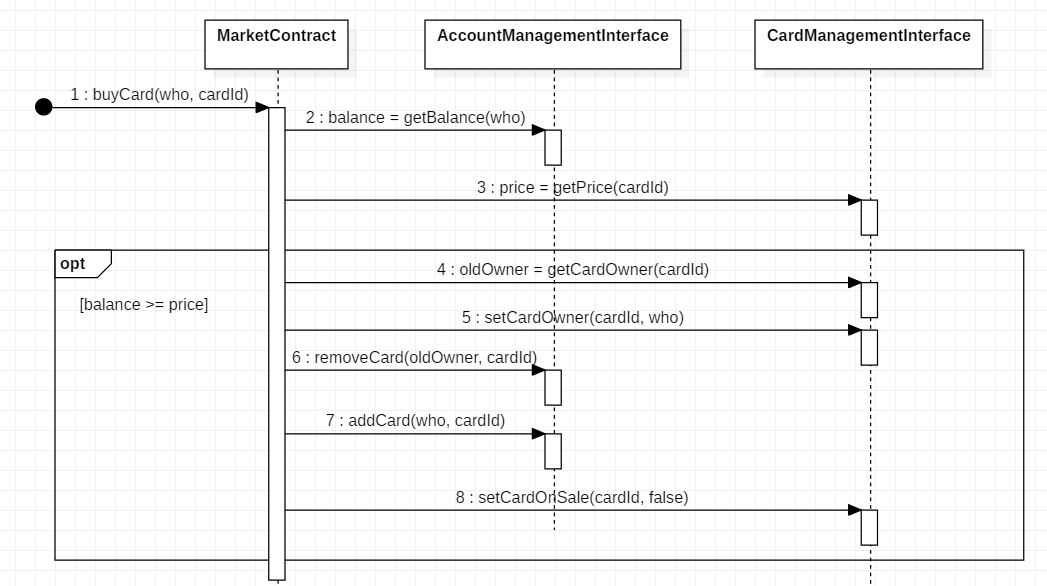 MarketContract
AccountManagementInterface
CardManagementInterface
1 : buyCard(who, cardId)
2 : balance = getBalance(who)
3 : price = getPrice(cardId)
opt
4 : oldOwner = getCardOwner(cardId)
[balance >= price]
5 : setCardOwner(cardId, who)
6 : removeCard(oldOwner, cardId)
7 : addCard(who, cardId)
8 : setCardOnSale(cardId, false)